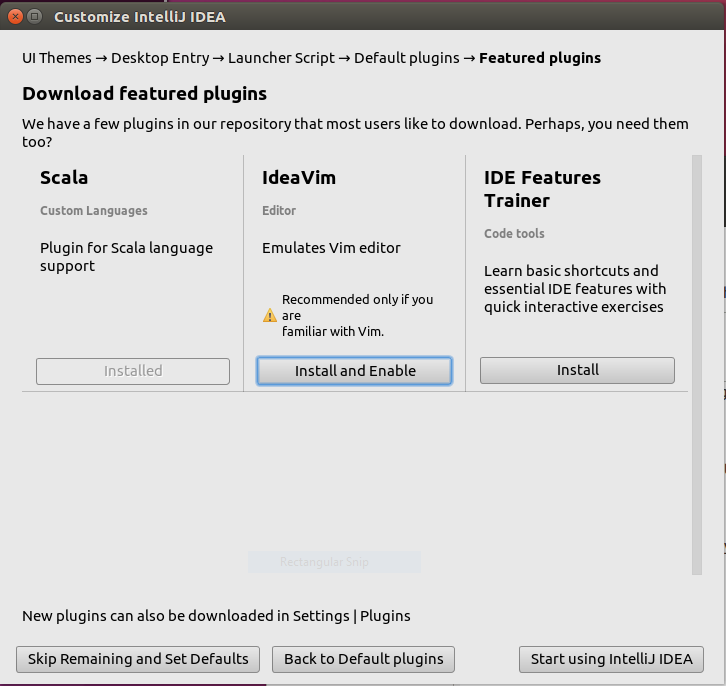 Customize IntelliJ IDEA
UI Themes → Desktop Entry → Launcher Script → Default plugins → Featured plugins
Download featured plugins
We have a few plugins in our repository that most users like to download. Perhaps, you need them
too?
Scala
Custom Languages
Plugin for Scala language
support
Installed
IdeaVim
Editor
Emulates Vim editor
Recommended only if you
are
familiar with Vim.
Install and Enable
IDE Features
Trainer
Code tools
Learn basic shortcuts and
essential IDE features with
quick interactive exercises
Install
Rectangular Snip
New plugins can also be downloaded in Settings | Plugins
Skip Remaining and Set Defaults
Back to Default plugins
Start using IntelliJ IDEA